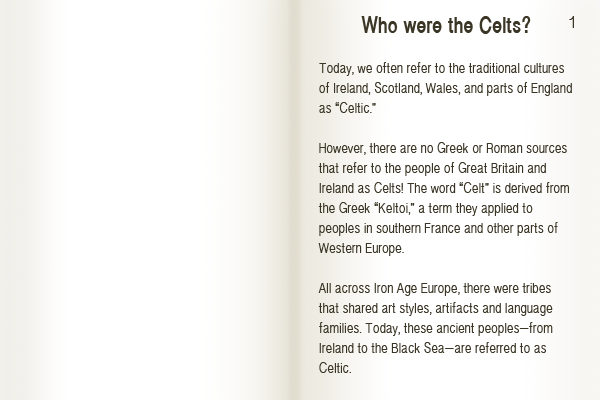 Who were the Celts?
1
Today, we often refer to the traditional cultures
of Ireland, Scotland, Wales, and parts of England
as “Celtic.”
However, there are no Greek or Roman sources
that refer to the people of Great Britain and
Ireland as Celts! The word “Celt” is derived from
the Greek “Keltoi,” a term they applied to
peoples in southern France and other parts of
Western Europe.
All across Iron Age Europe, there were tribes
that shared art styles, artifacts and language
families. Today, these ancient peoples—from
Ireland to the Black Sea—are referred to as
Celtic.